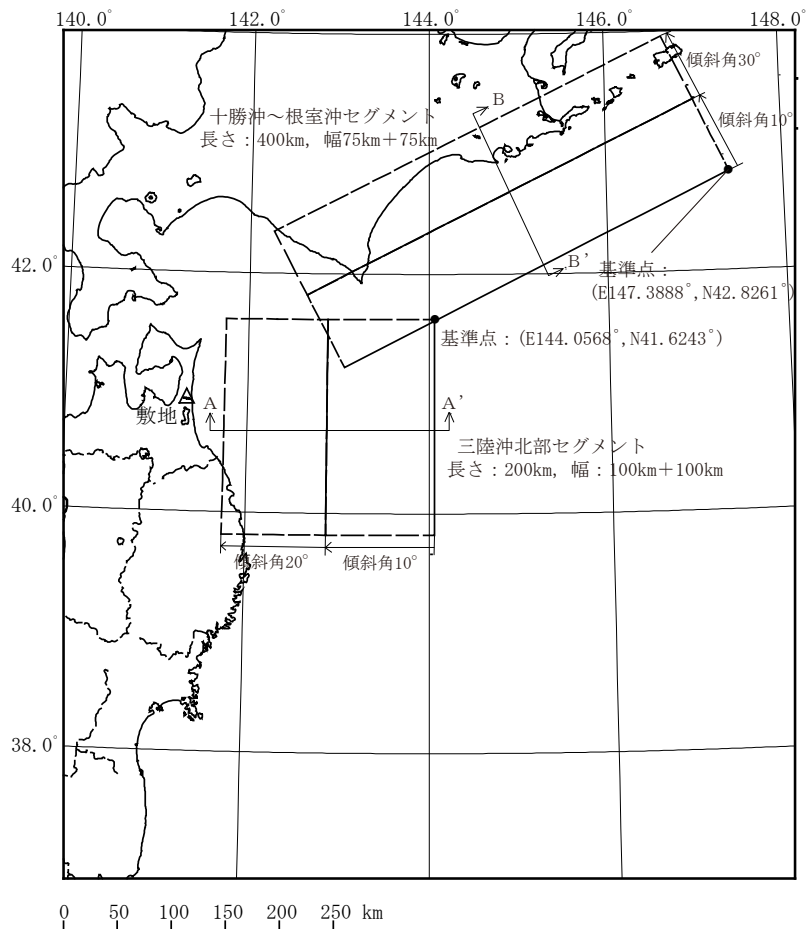 140.0° 142.0° 144.0° 146.0° 148.0°
傾斜角30°
B
十勝沖～根室沖セグメント
長さ：400km, 幅75km＋75km
傾斜角10°
42.0°
B'
基準点：
(E147.3888°,N42.8261°)
基準点：(E144.0568°,N41.6243°)
敷地
A
A'
三陸沖北部セグメント
長さ：200km, 幅：100km＋100km
40.0°
傾斜角20°
傾斜角10°
38.0°
0 50 100 150 200 250 km